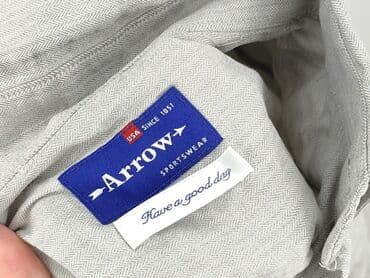 USA SINCE 1851
Arrow
SPORTSWEAR
Have a good day